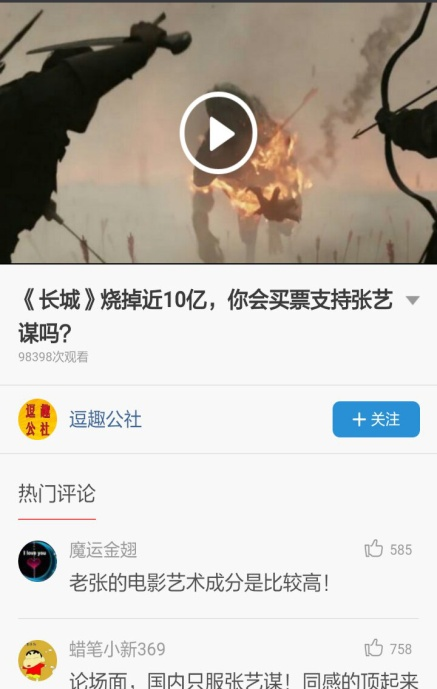 《长城》烧掉近10亿，你会买票支持张艺
谋吗？
98398次观看
逗趣公社
逗趣公社
关注
热门评论
I love you
魔运金翅
585
老张的电影艺术成分是比较高！
蜡笔小新369
758
论场面，国内只服张艺谋！同感的顶起来